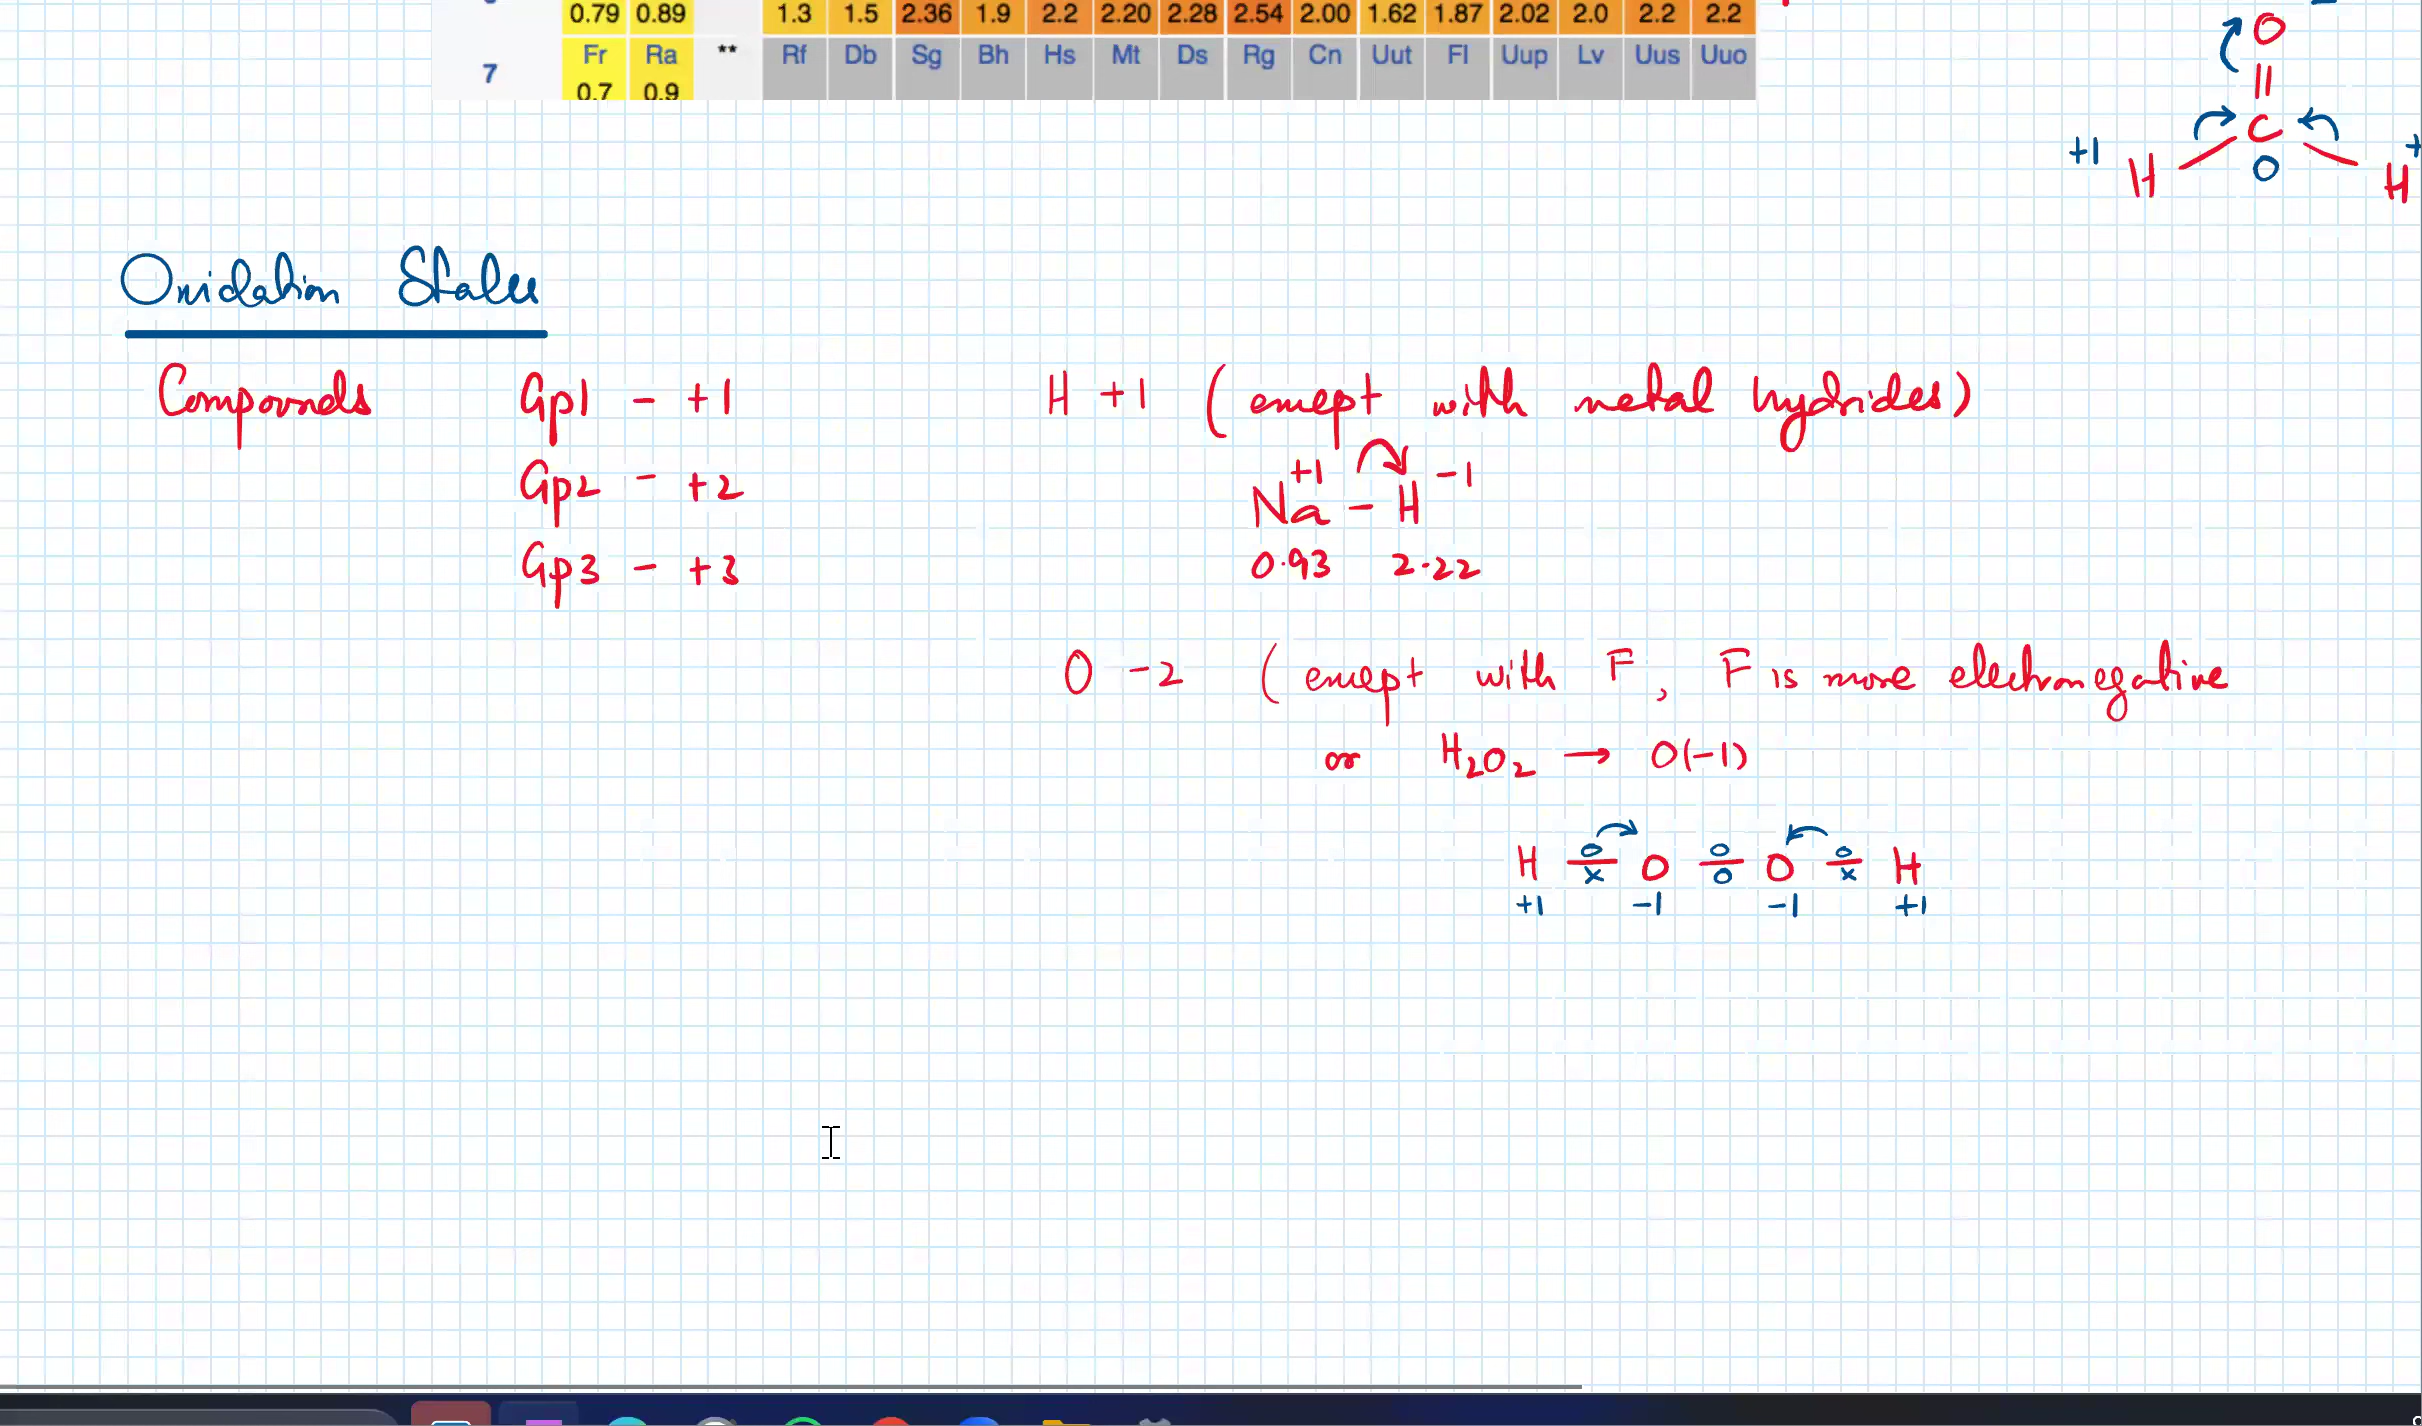 0.79 0.89 1.3 1.5 2.36 1.9 2.2 2.20 2.28 2.54 2.00 1.62 1.87 2.02 2.0 2.2 2.2
7 Fr Ra ** Rf Db Sg Bh Hs Mt Ds Rg Cn Uut Fl Uup Lv Uus Uuo
0.7 0.9
O
C
+1 H O H +
Oxidation States
Compounds Gp1 - +1 H +1 (except with metal hydrides)
+1 -1
Gp2 - +2 Na - H
Gp3 - +3 0.93 2.22
O -2 (except with F, F is more electronegative
or H2O2 → O(-1)
H O O H
+1 -1 -1 +1